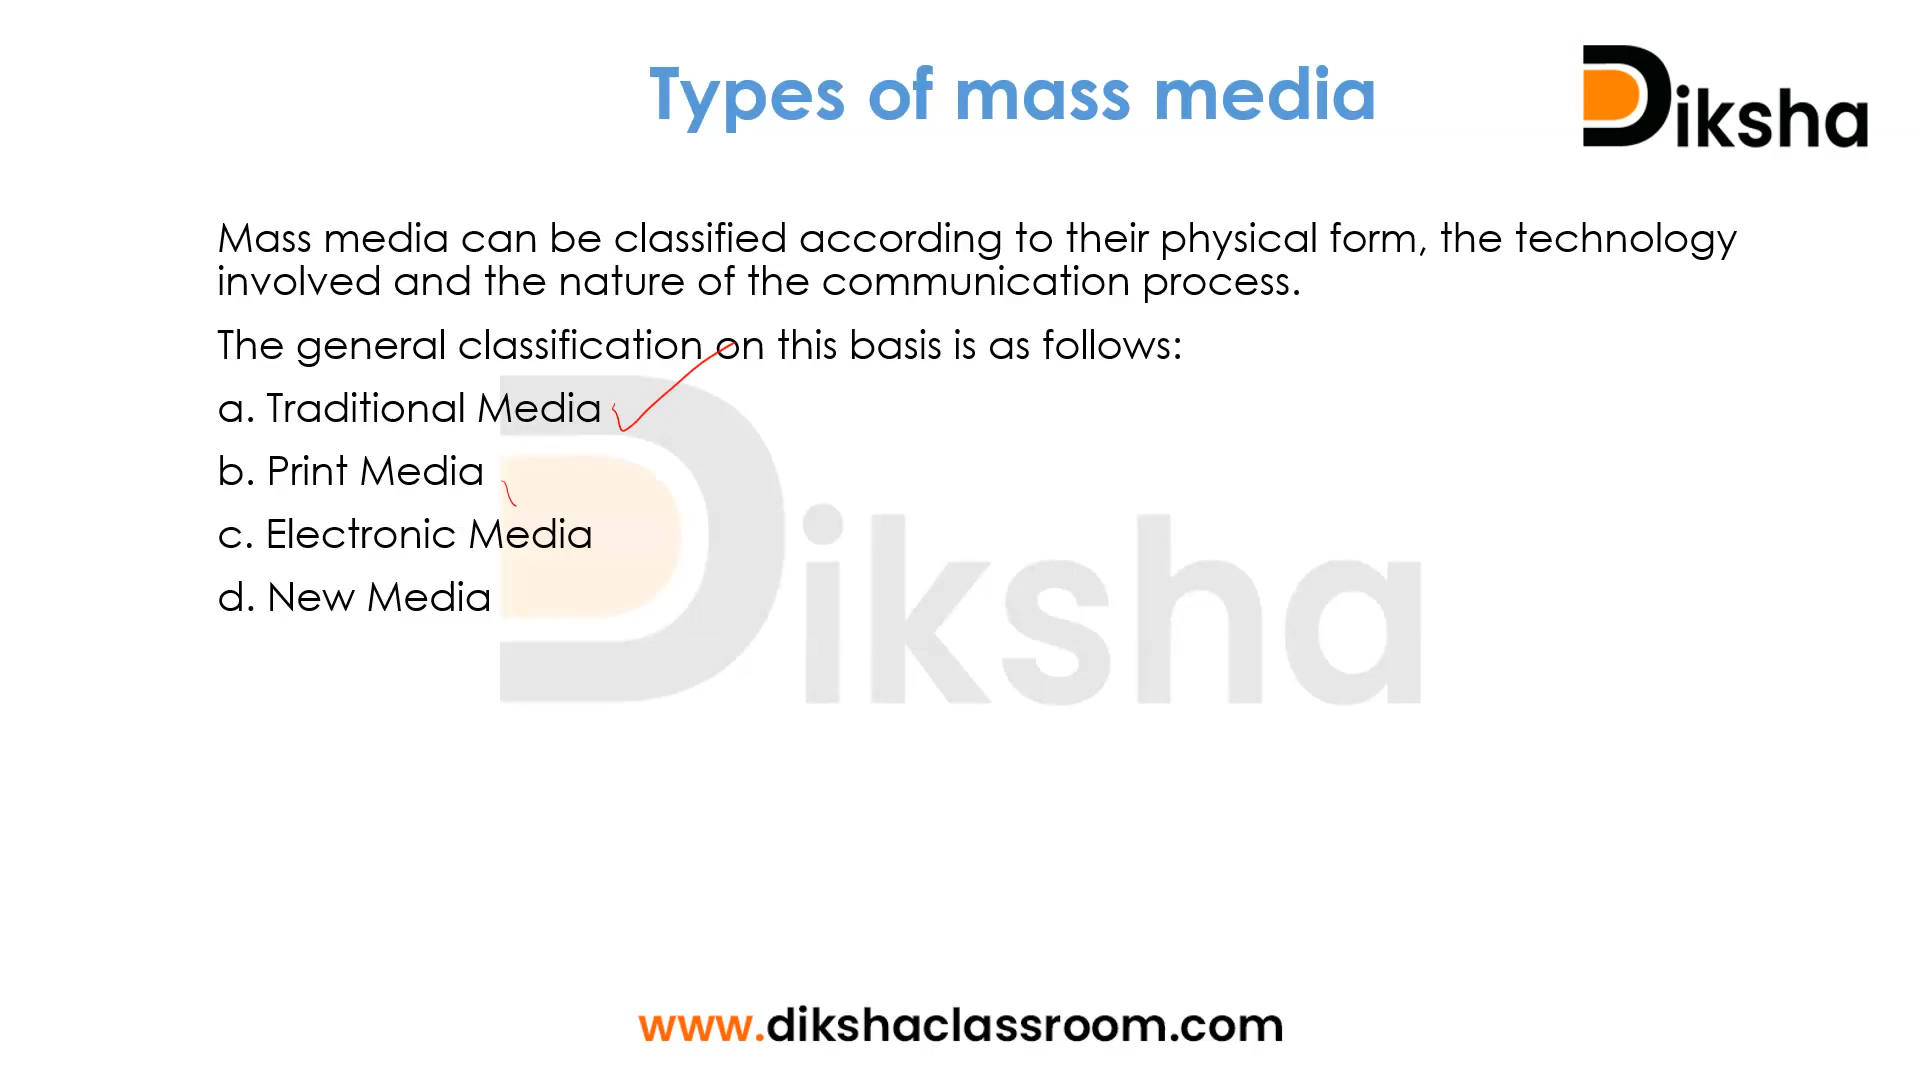 Types of mass media
Diksha
Mass media can be classified according to their physical form, the technology
involved and the nature of the communication process.
The general classification on this basis is as follows:
a. Traditional Media
b. Print Media
c. Electronic Media
d. New Media
Diksha
www.dikshaclassroom.com